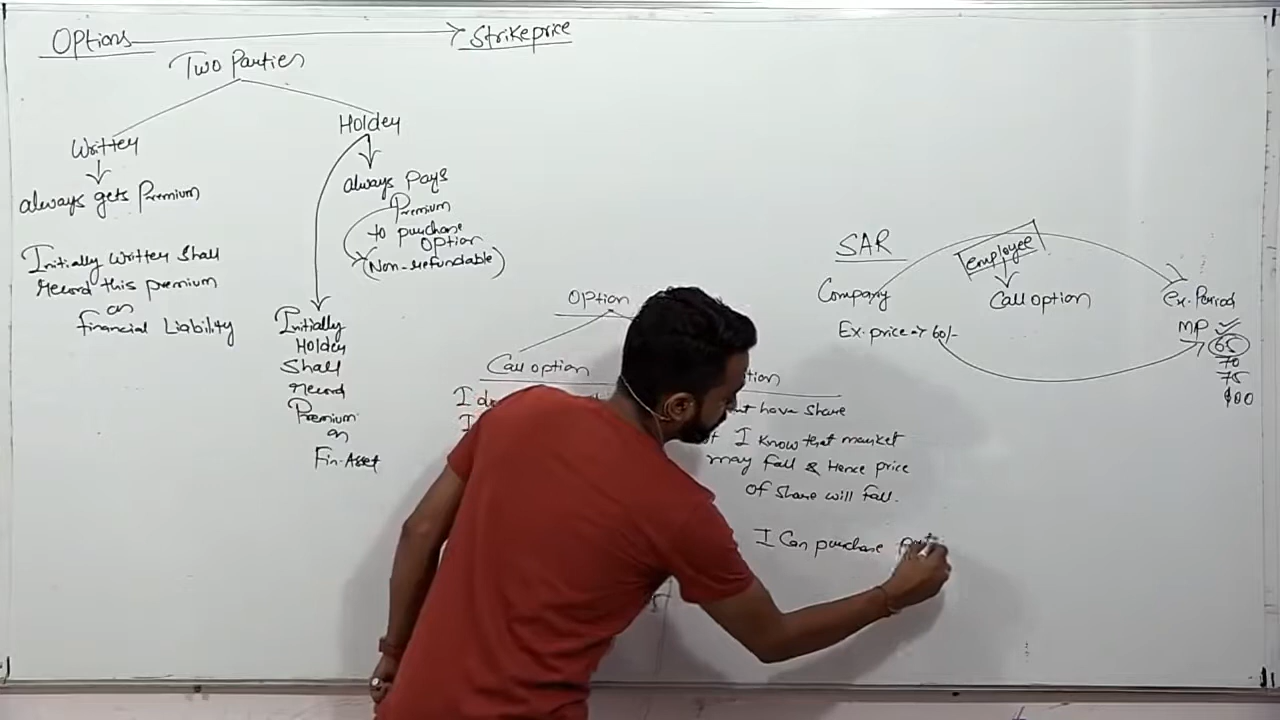 Options → Strike price
Two Parties
Writter
always gets Premium
Initially Writter Shall
record this premium
as
financial Liability
Holder
always pays
Premium
to purchase
option
(Non-refundable)
Initially
Holder
Shall
record
Premium
as
Fin-Asset
Option
Call option
I
I
have share
I know that market
may fall & Hence price
of share will fall.
I Can purchase
SAR
Employee
Company
Call option
Ex. Period
Ex. price → 60/-
MP ✓
65
70
75
100